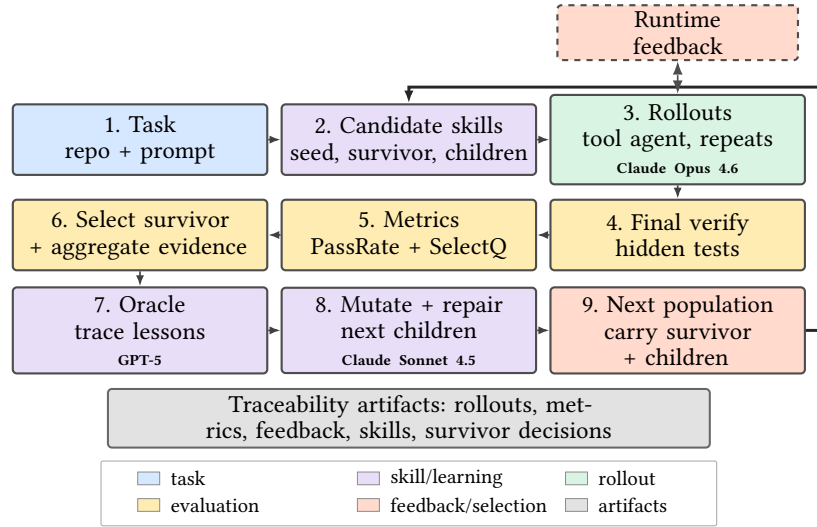 Runtime
feedback
1. Task
repo + prompt
2. Candidate skills
seed, survivor, children
3. Rollouts
tool agent, repeats
Claude Opus 4.6
6. Select survivor
+ aggregate evidence
5. Metrics
PassRate + SelectQ
4. Final verify
hidden tests
7. Oracle
trace lessons
GPT-5
8. Mutate + repair
next children
Claude Sonnet 4.5
9. Next population
carry survivor
+ children
Traceability artifacts: rollouts, met-
rics, feedback, skills, survivor decisions
task
skill/learning
rollout
evaluation
feedback/selection
artifacts